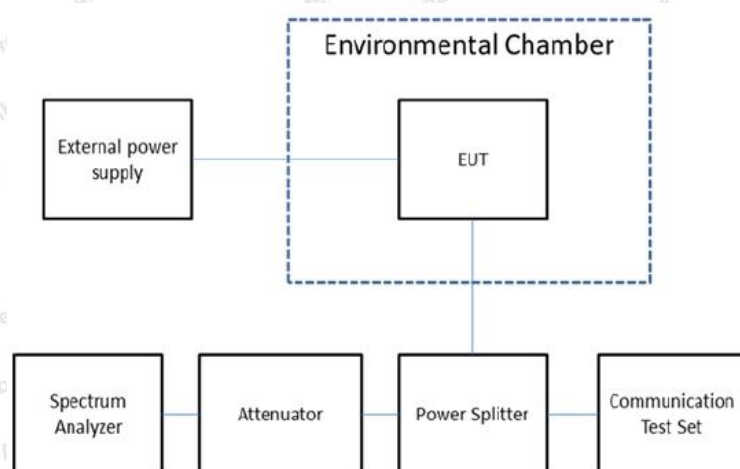 Environmental Chamber
External power
supply
EUT
Spectrum
Analyzer
Attenuator
Power Splitter
Communication
Test Set